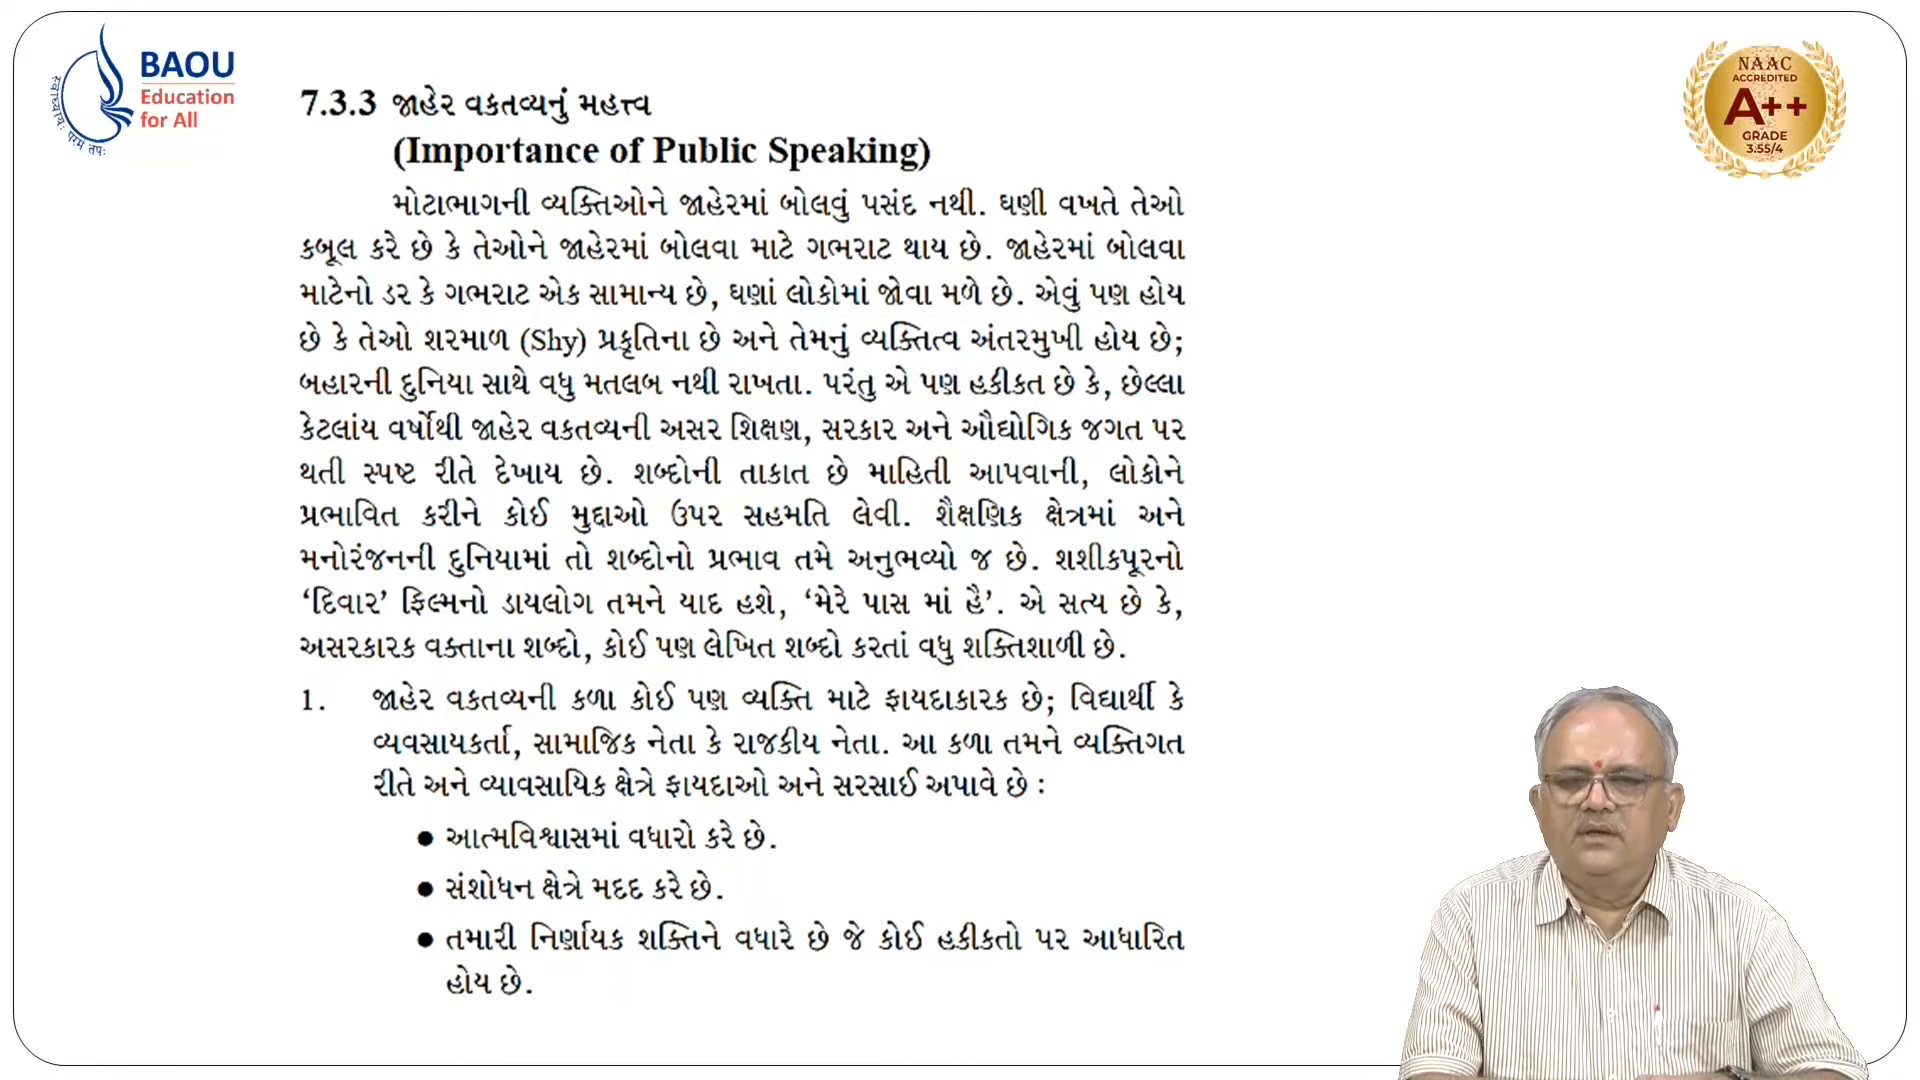 BAOU
Education
for All
स्वाध्यायः परमं तपः
NAAC
ACCREDITED
A++
GRADE
3.55/4
7.3.3 જાહેર વકતવ્યનું મહત્ત્વ
(Importance of Public Speaking)
મોટાભાગની વ્યક્તિઓને જાહેરમાં બોલવું પસંદ નથી. ઘણી વખતે તેઓ
કબૂલ કરે છે કે તેઓને જાહેરમાં બોલવા માટે ગભરાટ થાય છે. જાહેરમાં બોલવા
માટેનો ડર કે ગભરાટ એક સામાન્ય છે, ઘણાં લોકોમાં જોવા મળે છે. એવું પણ હોય
છે કે તેઓ શરમાળ (Shy) પ્રકૃતિના છે અને તેમનું વ્યક્તિત્વ અંતરમુખી હોય છે;
બહારની દુનિયા સાથે વધુ મતલબ નથી રાખતા. પરંતુ એ પણ હકીકત છે કે, છેલ્લા
કેટલાંય વર્ષોથી જાહેર વકતવ્યની અસર શિક્ષણ, સરકાર અને ઔદ્યોગિક જગત પર
થતી સ્પષ્ટ રીતે દેખાય છે. શબ્દોની તાકાત છે માહિતી આપવાની, લોકોને
પ્રભાવિત કરીને કોઈ મુદ્દાઓ ઉપર સહમતિ લેવી. શૈક્ષણિક ક્ષેત્રમાં અને
મનોરંજનની દુનિયામાં તો શબ્દોનો પ્રભાવ તમે અનુભવ્યો જ છે. શશીકપૂરનો
‘દિવાર’ ફિલ્મનો ડાયલોગ તમને યાદ હશે, ‘મેરે પાસ માં હૈ’. એ સત્ય છે કે,
અસરકારક વક્તાના શબ્દો, કોઈ પણ લેખિત શબ્દો કરતાં વધુ શક્તિશાળી છે.
1. જાહેર વકતવ્યની કળા કોઈ પણ વ્યક્તિ માટે ફાયદાકારક છે; વિદ્યાર્થી કે
વ્યવસાયકર્તા, સામાજિક નેતા કે રાજકીય નેતા. આ કળા તમને વ્યક્તિગત
રીતે અને વ્યાવસાયિક ક્ષેત્રે ફાયદાઓ અને સરસાઈ અપાવે છે :
● આત્મવિશ્વાસમાં વધારો કરે છે.
● સંશોધન ક્ષેત્રે મદદ કરે છે.
● તમારી નિર્ણાયક શક્તિને વધારે છે જે કોઈ હકીકતો પર આધારિત
હોય છે.